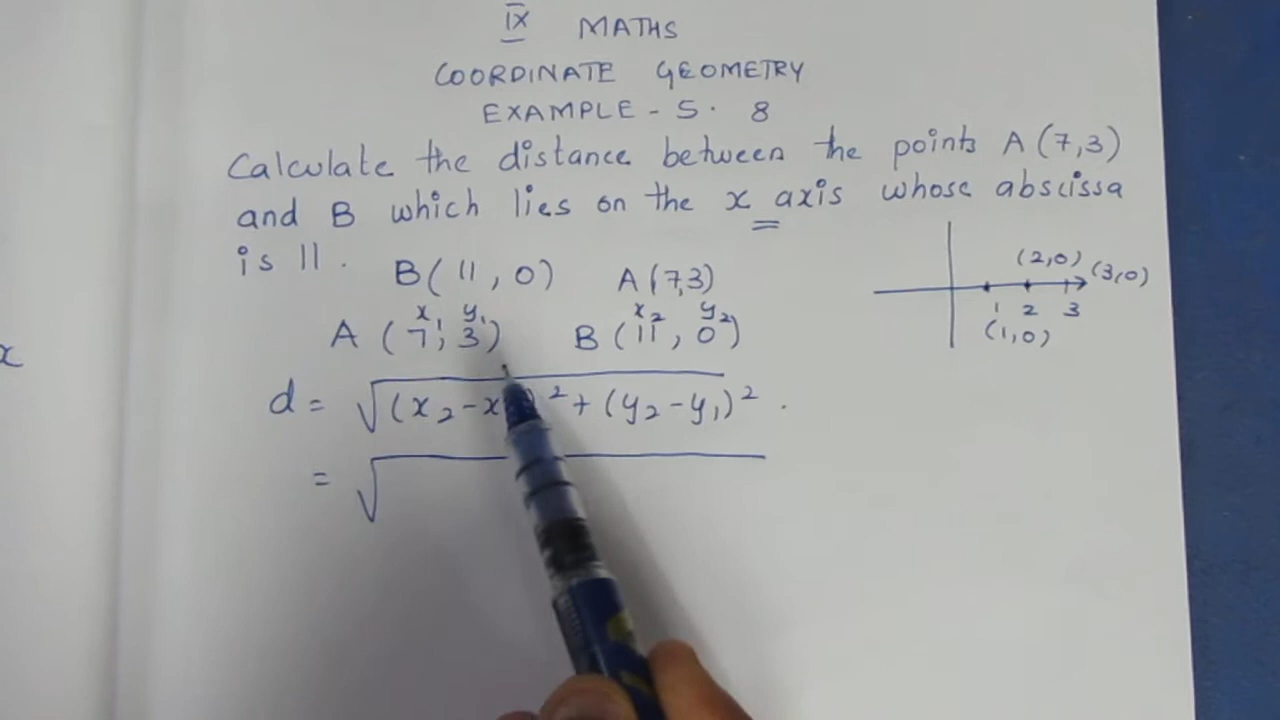 IX MATHS
COORDINATE GEOMETRY
EXAMPLE - 5. 8
Calculate the distance between the points A (7,3)
and B which lies on the x axis whose abscissa
is 11.
B( 11 , 0) A (7,3)
A ( 7, 3 ) B ( 11 , 0 )
x₁ y₁ x₂ y₂
d = √(x₂ - x )² + (y₂ - y₁)² .
= √
(2,0) (3,0)
1 2 3
(1,0)
x